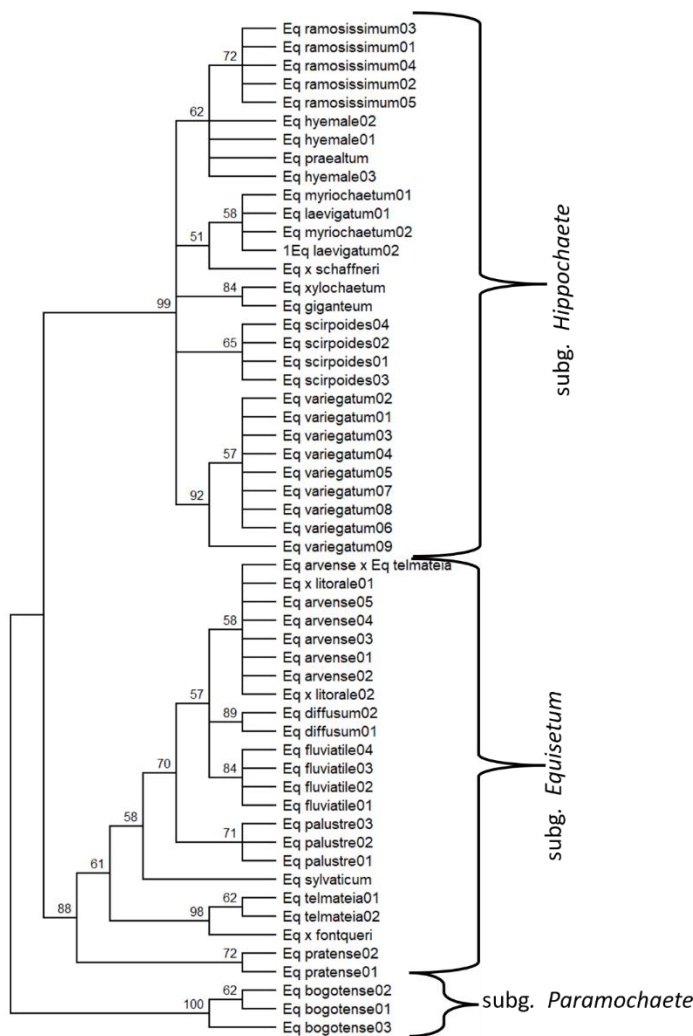 Eq ramosissimum03
Eq ramosissimum01
72
Eq ramosissimum04
Eq ramosissimum02
Eq ramosissimum05
62
Eq hyemale02
Eq hyemale01
Eq praealtum
Eq hyemale03
Eq myriochaetum01
58
Eq laevigatum01
Eq myriochaetum02
51
1Eq laevigatum02
Eq x schaffneri
84
Eq xylochaetum
99
Eq giganteum
Eq scirpoides04
65
Eq scirpoides02
Eq scirpoides01
Eq scirpoides03
Eq variegatum02
Eq variegatum01
Eq variegatum03
57
Eq variegatum04
Eq variegatum05
Eq variegatum07
92
Eq variegatum08
Eq variegatum06
Eq variegatum09
subg. Hippochaete
Eq arvense x Eq telmateia
Eq x litorale01
Eq arvense05
58
Eq arvense04
Eq arvense03
Eq arvense01
Eq arvense02
57
Eq x litorale02
89
Eq diffusum02
Eq diffusum01
Eq fluviatile04
70
84
Eq fluviatile03
Eq fluviatile02
Eq fluviatile01
58
Eq palustre03
71
Eq palustre02
61
Eq palustre01
Eq sylvaticum
62
Eq telmateia01
88
98
Eq telmateia02
Eq x fontqueri
72
Eq pratense02
Eq pratense01
subg. Equisetum
62
Eq bogotense02
100
Eq bogotense01
Eq bogotense03
subg. Paramochaete